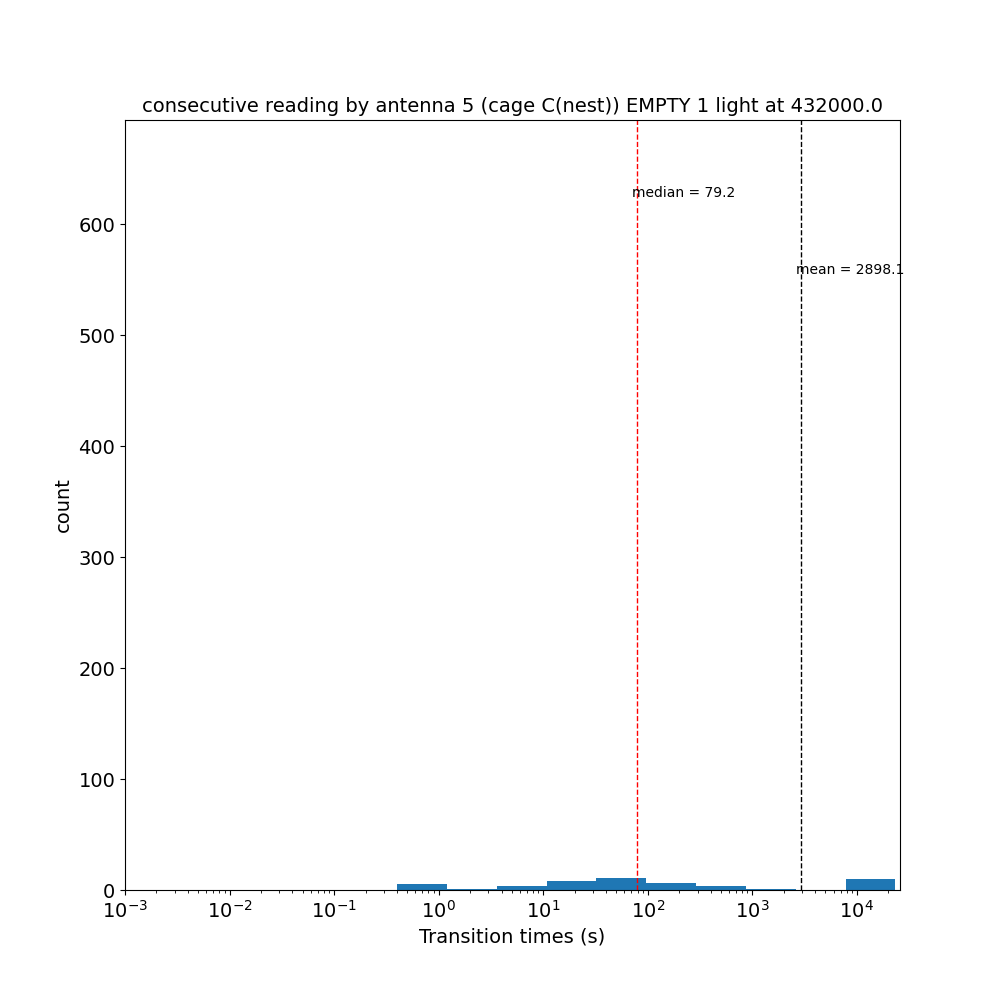 consecutive reading by antenna 5 (cage C(nest)) EMPTY 1 light at 432000.0
median = 79.2
mean = 2898.1
600
500
400
300
200
100
0
count
10⁻³ 10⁻² 10⁻¹ 10⁰ 10¹ 10² 10³ 10⁴
Transition times (s)